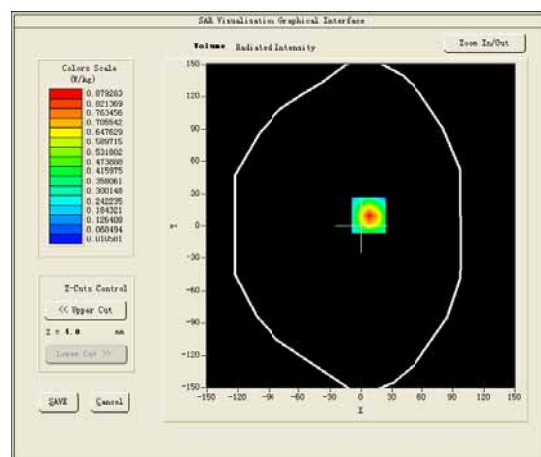 SAR Visualisation Graphical Interface
Volume Radiated Intensity
Zoom In/Out
Colors Scale
(W/kg)
0.879283
0.821369
0.763456
0.705542
0.647629
0.589715
0.531802
0.473888
0.415975
0.358061
0.300148
0.242235
0.184321
0.126408
0.068494
0.010581
150
120
90
60
30
0
-30
-60
-90
-120
-150
Y
-150 -120 -90 -60 -30 0 30 60 90 120 150
X
Z-Cuts Control
<< Upper Cut
Z = 4.0 mm
Lower Cut >>
SAVE
Cancel